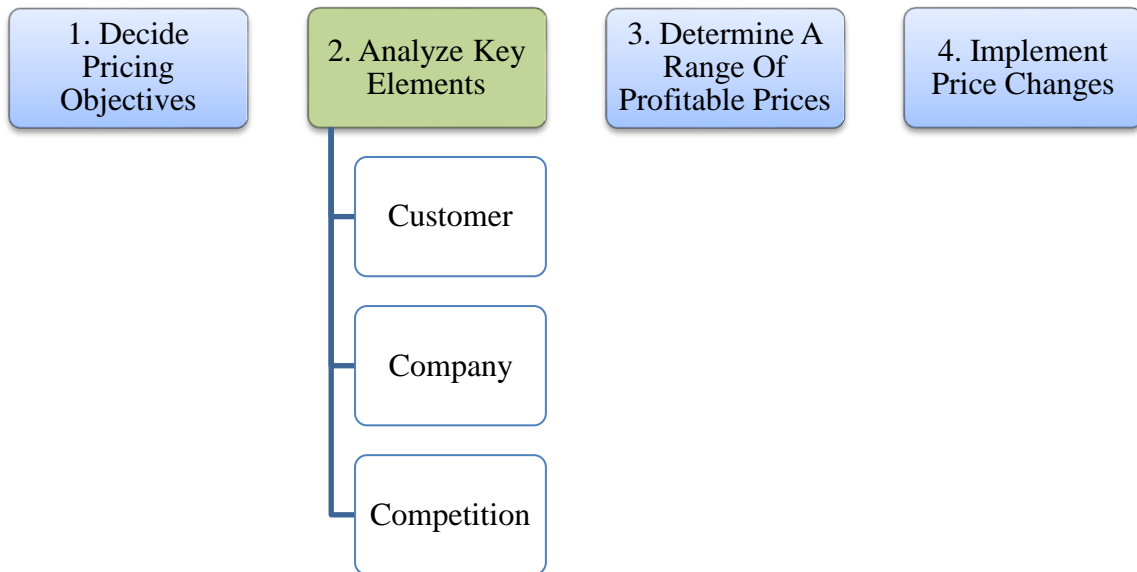 1. Decide
Pricing
Objectives
2. Analyze Key
Elements
3. Determine A
Range Of
Profitable Prices
4. Implement
Price Changes
Customer
Company
Competition